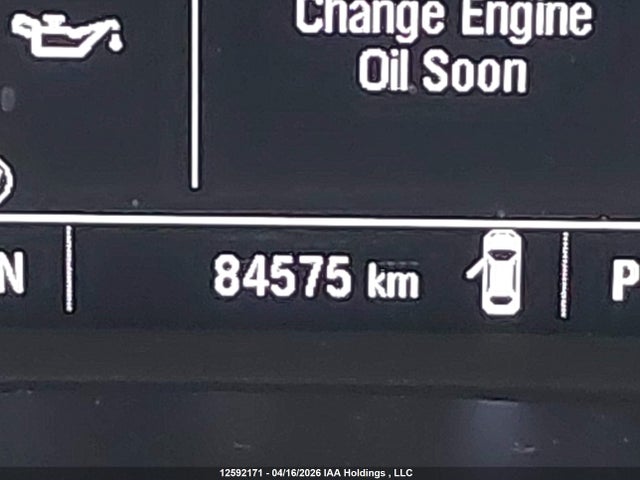 Change Engine
Oil Soon
N
84575 km
P
12592171 - 04/16/2026 IAA Holdings , LLC